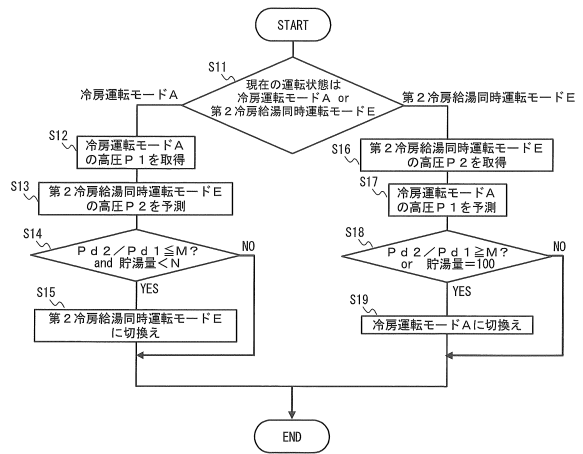 START
S11
現在の運転状態は
冷房運転モードA or
第2冷房給湯同時運転モードE
冷房運転モードA
第2冷房給湯同時運転モードE
S12
冷房運転モードA
の高圧P1を取得
S13
第2冷房給湯同時運転モードE
の高圧P2を予測
S14
Pd2/Pd1≦M?
and 貯湯量<N
NO
YES
S15
第2冷房給湯同時運転モードE
に切換え
S16
第2冷房給湯同時運転モードE
の高圧P2を取得
S17
冷房運転モードA
の高圧P1を予測
S18
Pd2/Pd1≧M?
or 貯湯量=100
NO
YES
S19
冷房運転モードAに切換え
END